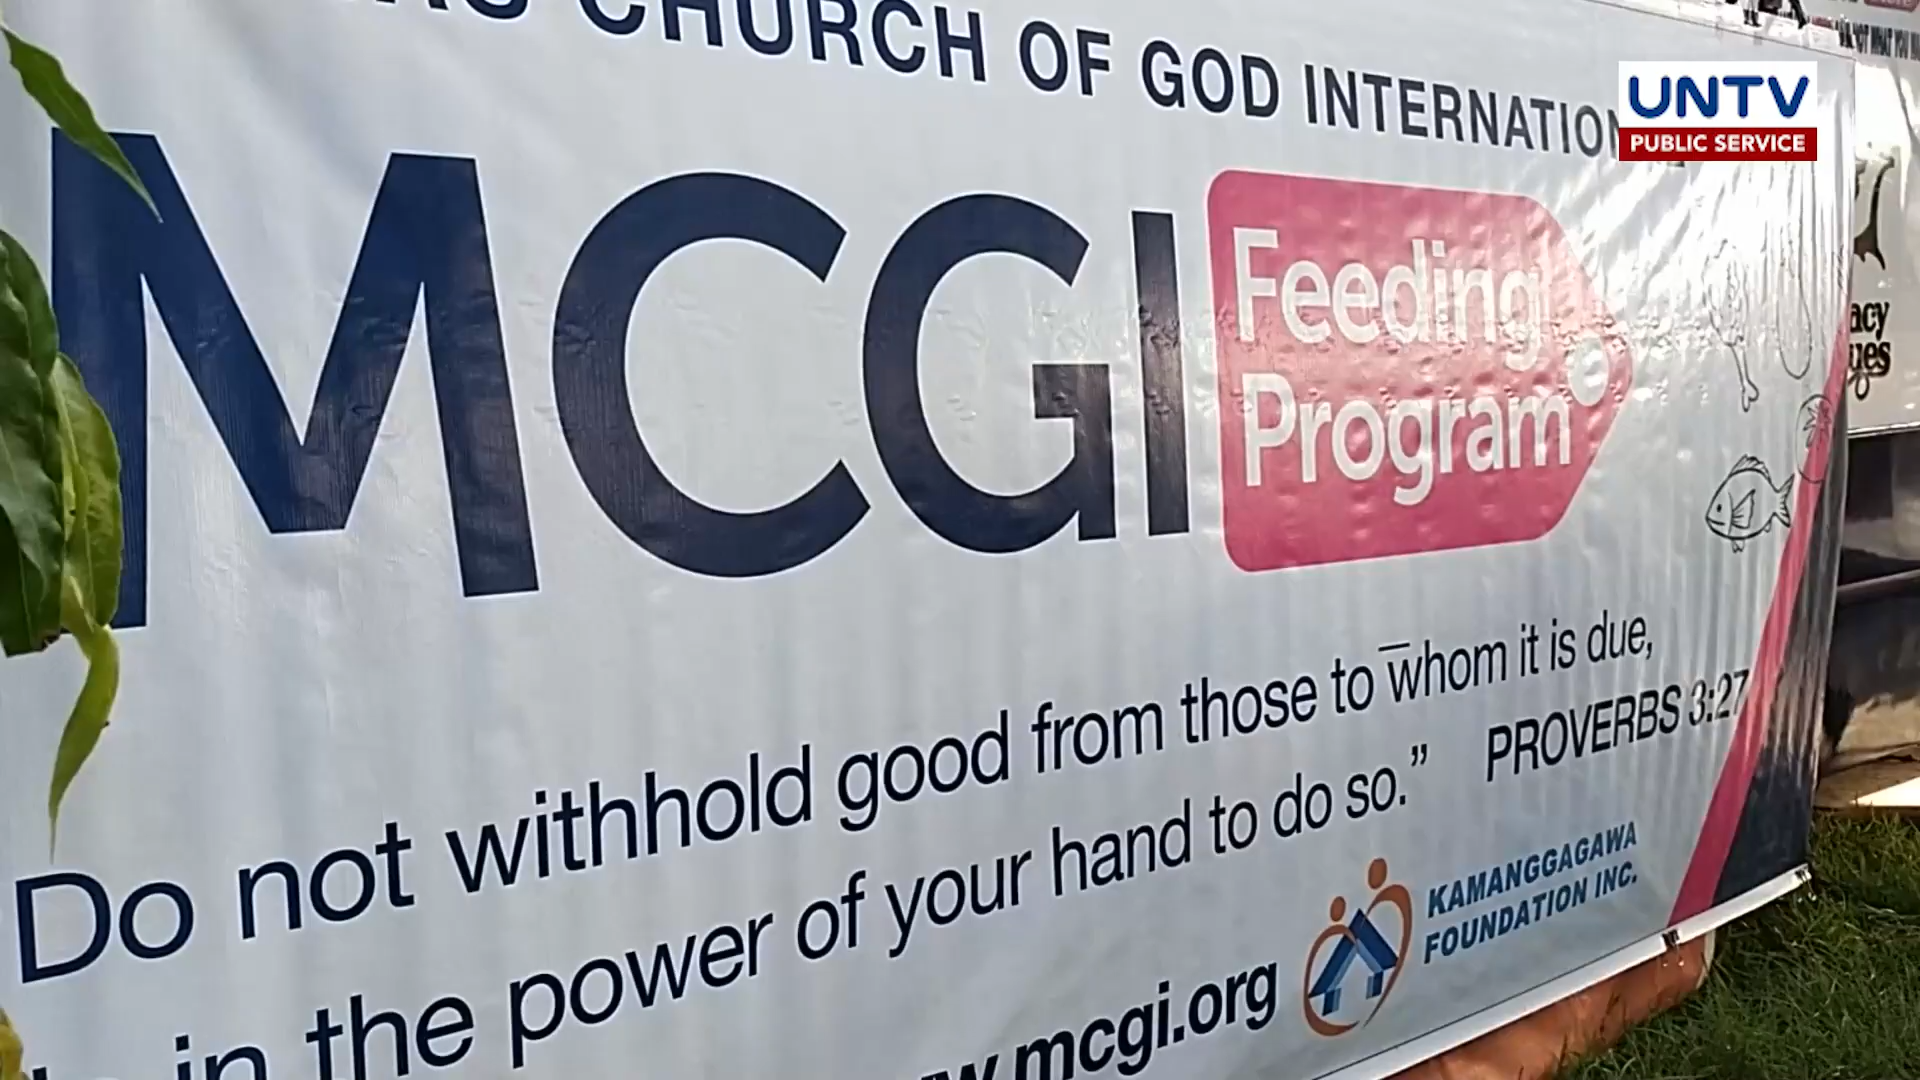 CHURCH OF GOD INTERNATION
UNTV
PUBLIC SERVICE
MCGI
Feeding
Program
Do not withhold good from those to whom it is due,
in the power of your hand to do so.” PROVERBS 3:27
KAMANGGAGAWA
FOUNDATION INC.
w.mcgi.org
acy
ues